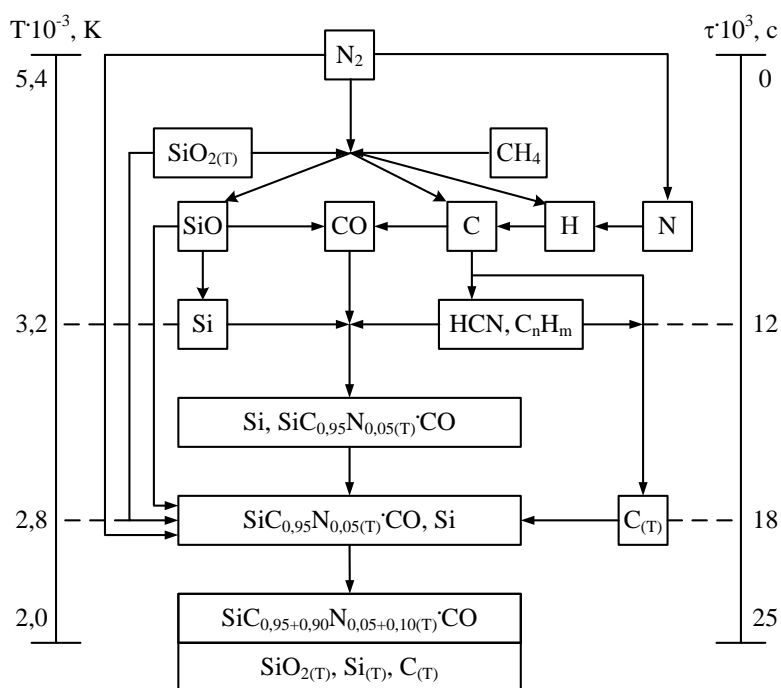 T·10⁻³, K
τ·10³, с
N₂
5,4
0
SiO₂₍T₎
CH₄
SiO
CO
C
H
N
3,2
Si
HCN, CₙHₘ
12
Si, SiC₀,₉₅N₀,₀₅₍T₎·CO
2,8
SiC₀,₉₅N₀,₀₅₍T₎·CO, Si
C₍T₎
18
2,0
SiC₀,₉₅₊₀,₉₀N₀,₀₅₊₀,₁₀₍T₎·CO
25
SiO₂₍T₎, Si₍T₎, C₍T₎